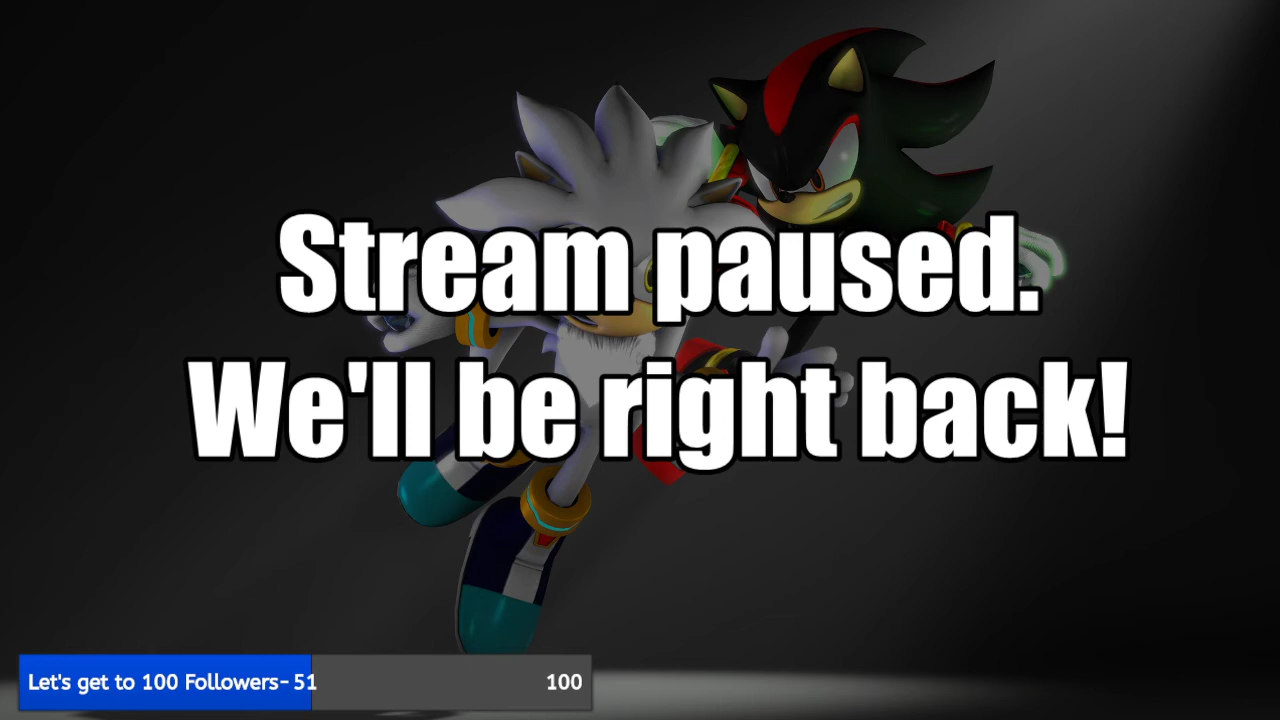 Stream paused.
We'll be right back!
Let's get to 100 Followers- 51 100